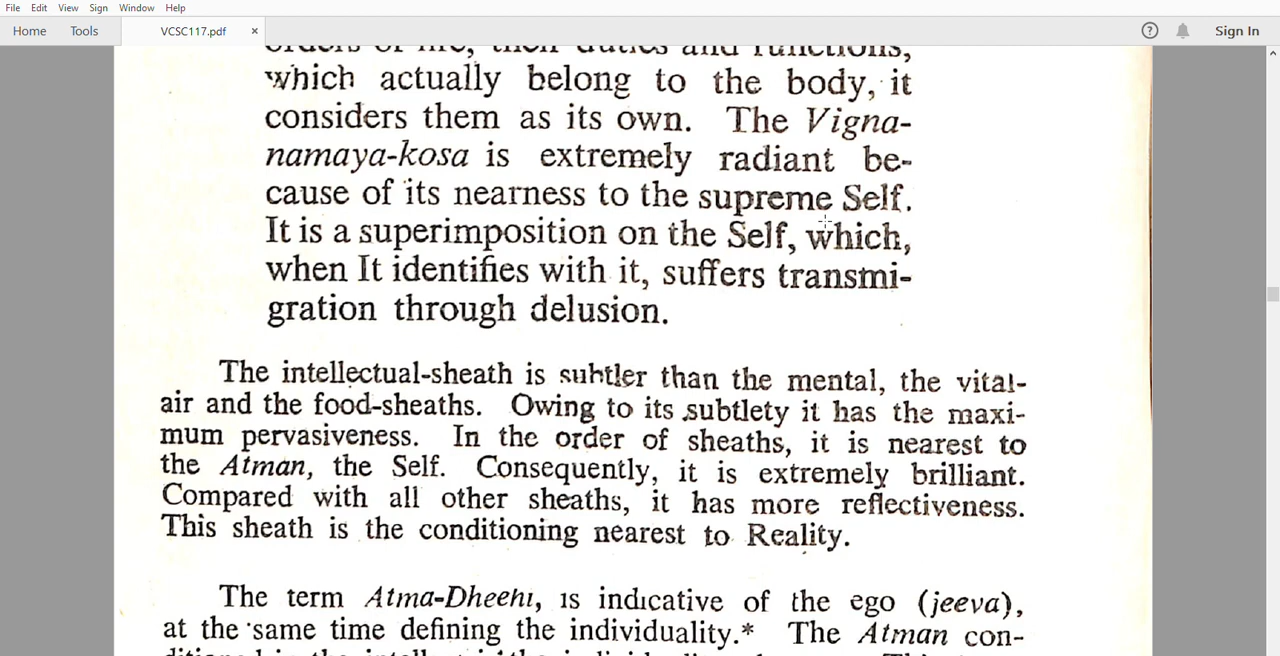 File Edit View Sign Window Help
Home Tools VCSC117.pdf × Sign In
orders of life, their duties and functions,
which actually belong to the body, it
considers them as its own. The Vigna-
namaya-kosa is extremely radiant be-
cause of its nearness to the supreme Self.
It is a superimposition on the Self, which,
when It identifies with it, suffers transmi-
gration through delusion.
The intellectual-sheath is subtler than the mental, the vital-
air and the food-sheaths. Owing to its subtlety it has the maxi-
mum pervasiveness. In the order of sheaths, it is nearest to
the Atman, the Self. Consequently, it is extremely brilliant.
Compared with all other sheaths, it has more reflectiveness.
This sheath is the conditioning nearest to Reality.
The term Atma-Dheehi, is indicative of the ego (jeeva),
at the same time defining the individuality.* The Atman con-